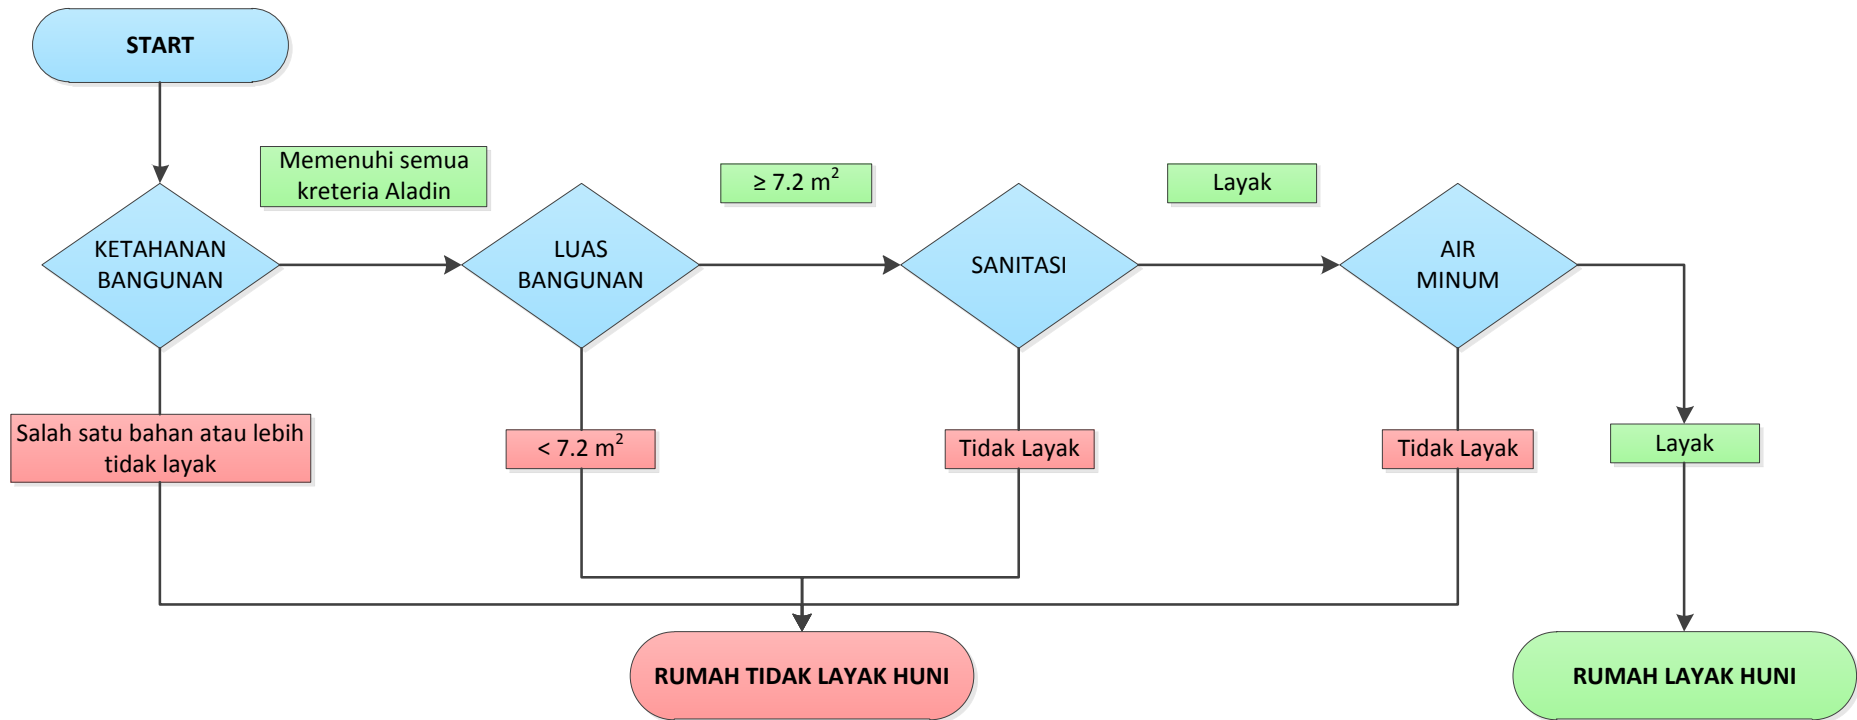 START
Memenuhi semua
kreteria Aladin
≥ 7.2 m²
Layak
KETAHANAN
BANGUNAN
LUAS
BANGUNAN
SANITASI
AIR
MINUM
Salah satu bahan atau lebih
tidak layak
< 7.2 m²
Tidak Layak
Tidak Layak
Layak
RUMAH TIDAK LAYAK HUNI
RUMAH LAYAK HUNI